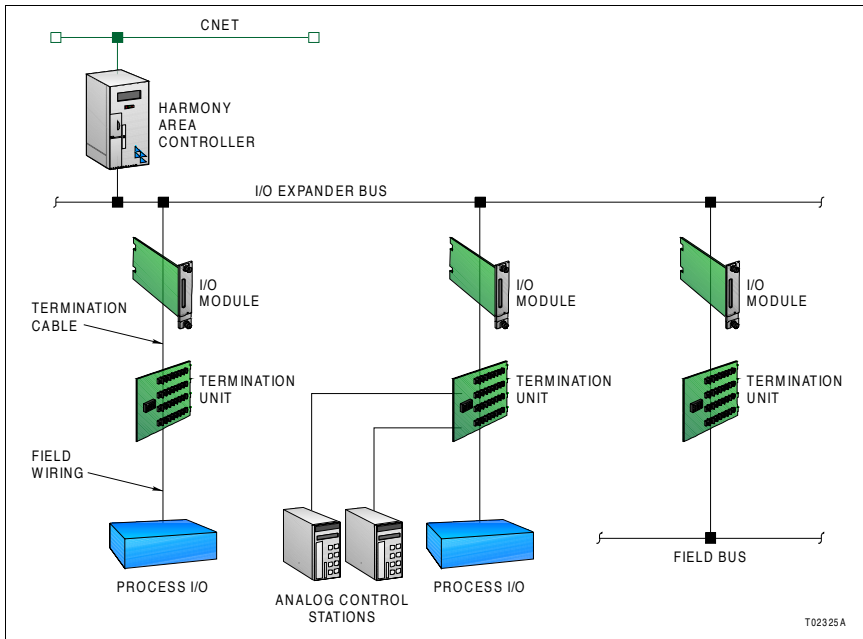 CNET
HARMONY
AREA
CONTROLLER
I/O EXPANDER BUS
I/O
MODULE
I/O
MODULE
I/O
MODULE
TERMINATION
CABLE
TERMINATION
UNIT
TERMINATION
UNIT
TERMINATION
UNIT
FIELD
WIRING
PROCESS I/O
ANALOG CONTROL
STATIONS
PROCESS I/O
FIELD BUS
T02325A